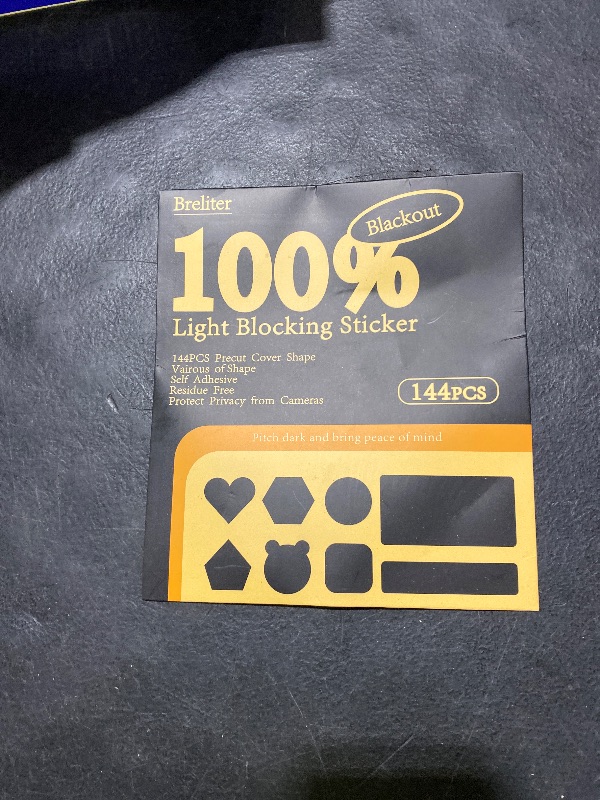 Breliter
Blackout
100%
Light Blocking Sticker
144PCS Precut Cover Shape
Vairous of Shape
Self Adhesive
Residue Free
Protect Privacy from Cameras
144PCS
Pitch dark and bring peace of mind